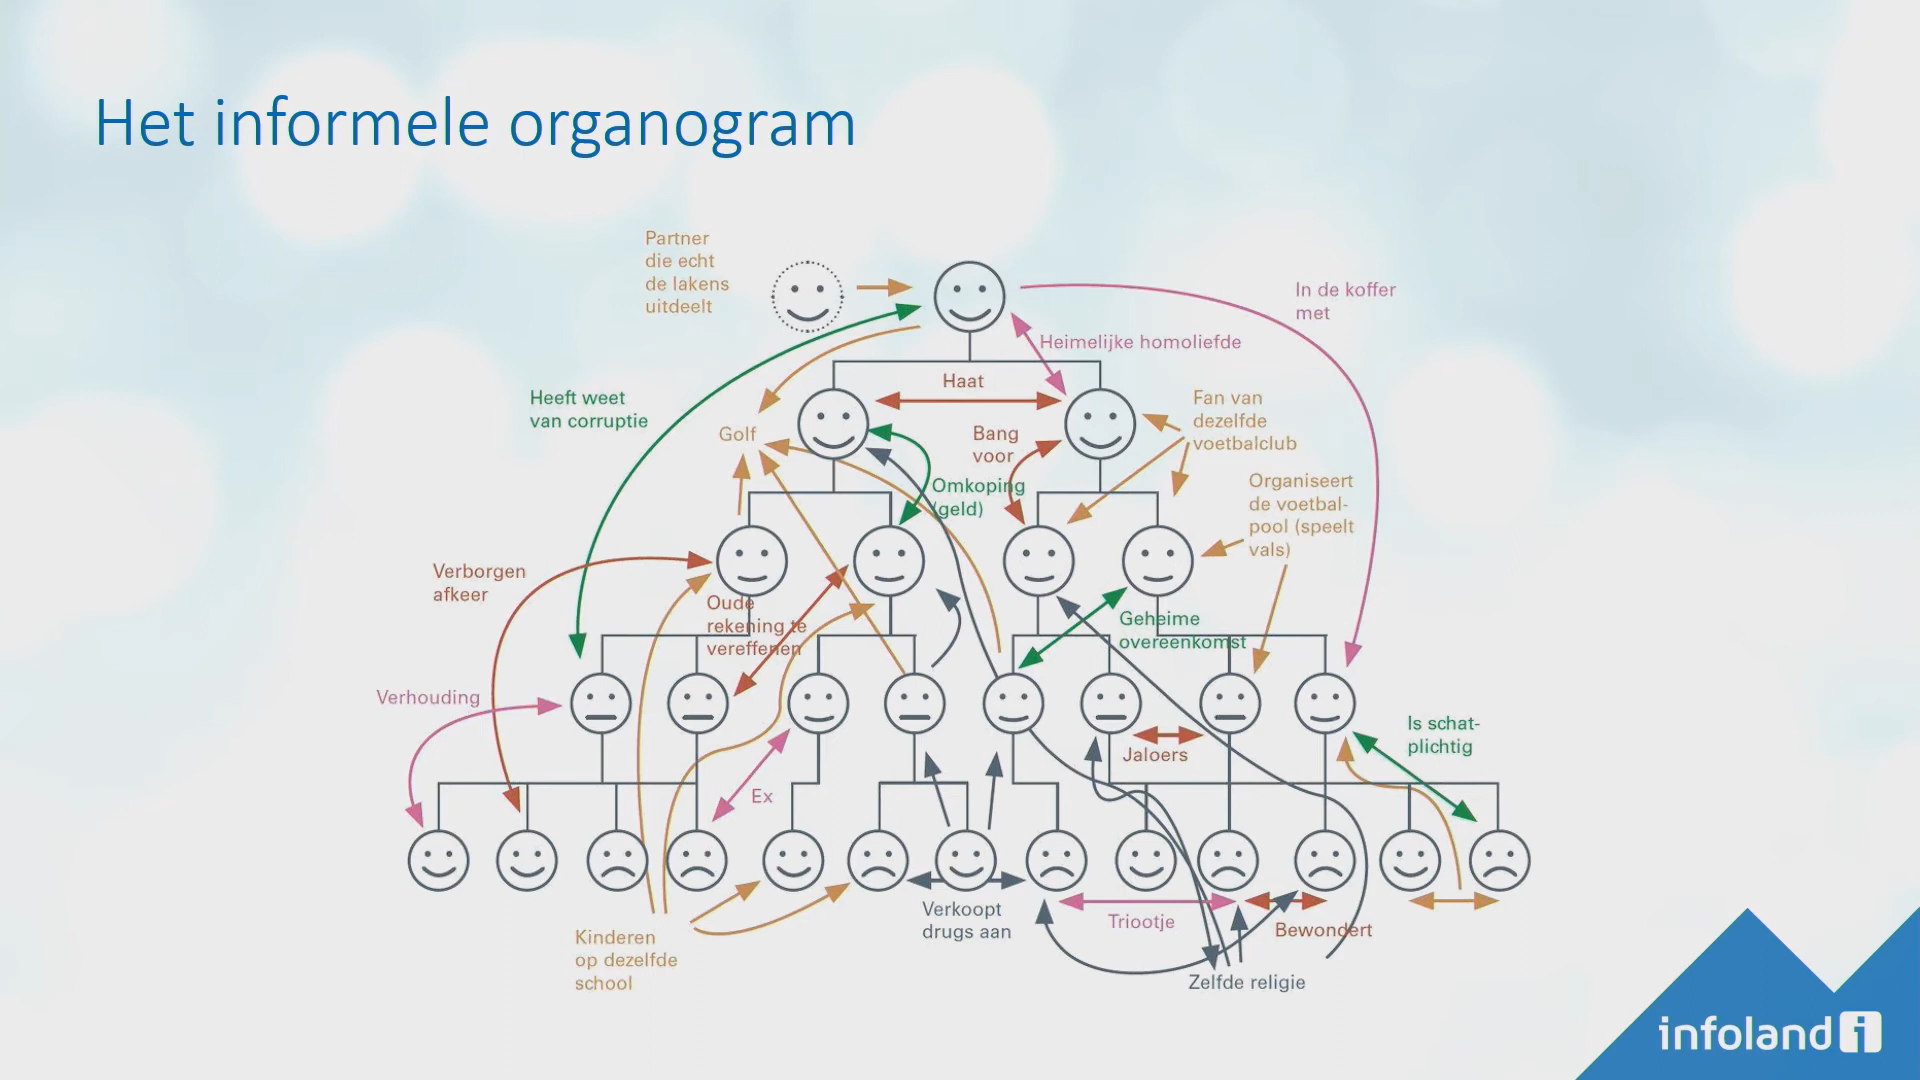 Het informele organogram
Partner
die echt
de lakens
uitdeelt
In de koffer
met
Heimelijke homoliefde
Haat
Heeft weet
van corruptie
Golf
Bang
voor
Fan van
dezelfde
voetbalclub
Omkoping
(geld)
Organiseert
de voetbal-
pool (speelt
vals)
Verborgen
afkeer
Oude
rekening te
vereffenen
Geheime
overeenkomst
Verhouding
Jaloers
Is schat-
plichtig
Ex
Verkoopt
drugs aan
Triootje
Bewondert
Kinderen
op dezelfde
school
Zelfde religie
infoland i